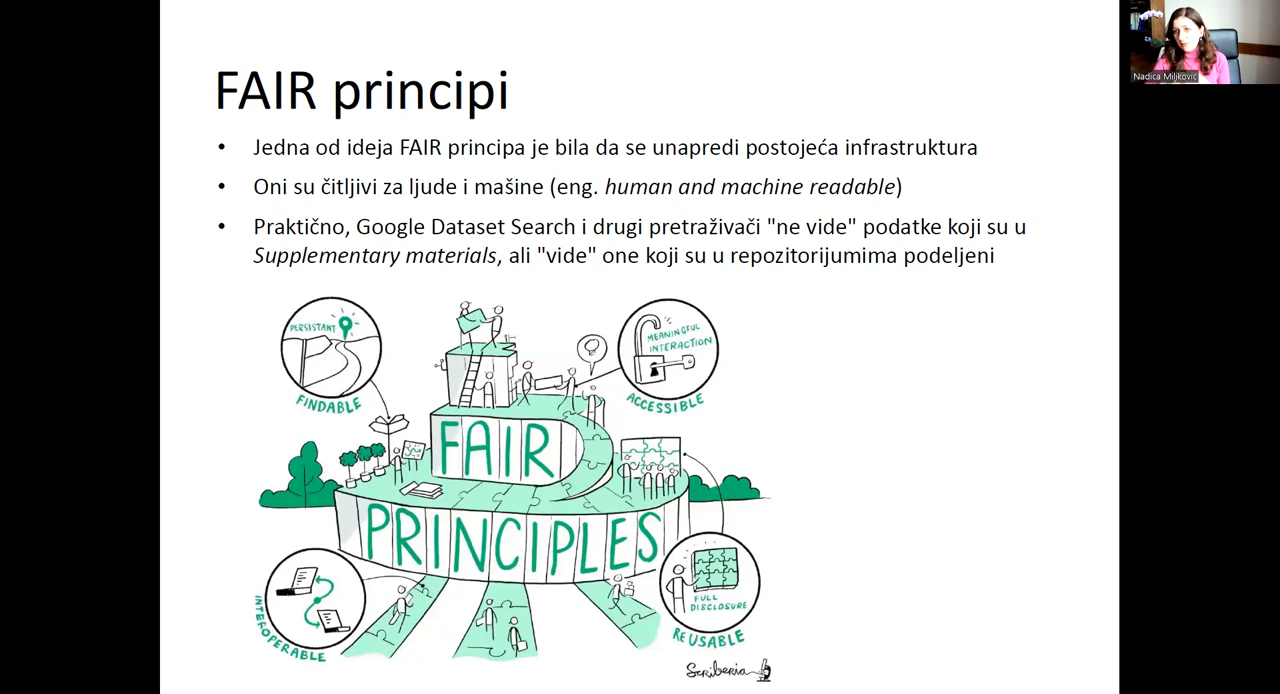 FAIR principi
Nadica Miljković
• Jedna od ideja FAIR principa je bila da se unapredi postojeća infrastruktura
• Oni su čitljivi za ljude i mašine (eng. human and machine readable)
• Praktično, Google Dataset Search i drugi pretraživači "ne vide" podatke koji su u
Supplementary materials, ali "vide" one koji su u repozitorijumima podeljeni
PERSISTANT
FINDABLE
MEANINGFUL
INTERACTION
ACCESSIBLE
FAIR
PRINCIPLES
INTEROPERABLE
FULL
DISCLOSURE
REUSABLE
Scriberia